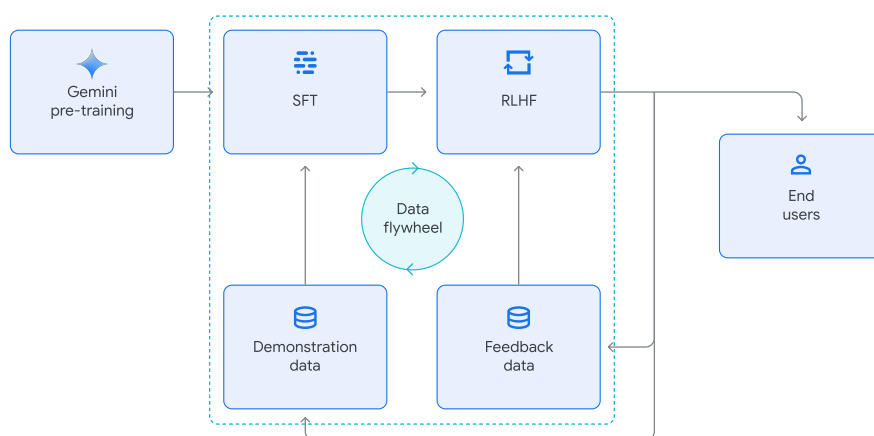 Gemini
pre-training
SFT
RLHF
End
users
Data
flywheel
Demonstration
data
Feedback
data